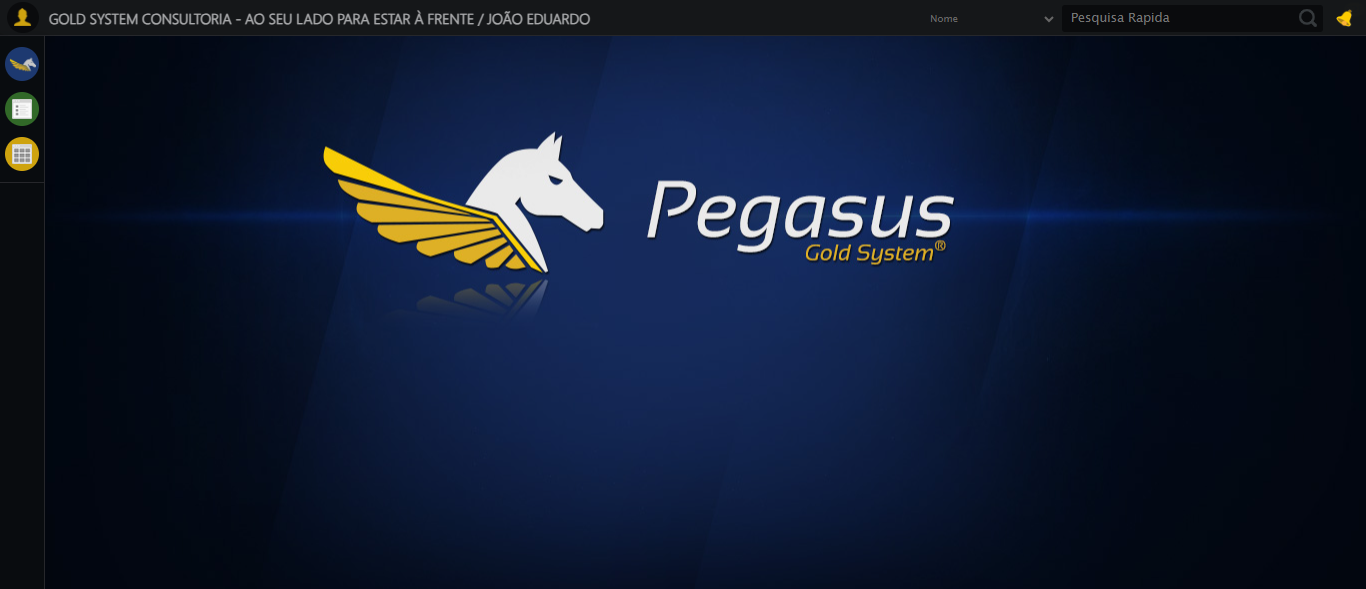 GOLD SYSTEM CONSULTORIA - AO SEU LADO PARA ESTAR À FRENTE / JOÃO EDUARDO
Nome
Pesquisa Rapida
Pegasus
Gold System®